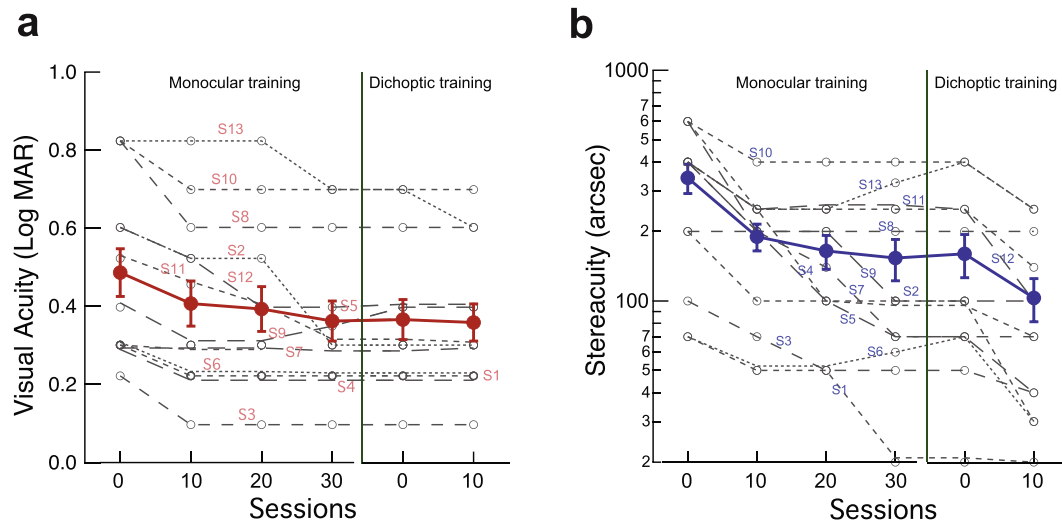 a
Visual Acuity (Log MAR)
1.0
0.8
0.6
0.4
0.2
0.0
Monocular training
Dichoptic training
S13
S10
S8
S2
S11
S12
S5
S9
S7
S6
S1
S4
S3
0 10 20 30 0 10
Sessions
b
Stereacuity (arcsec)
1000
6
5
4
3
2
100
7
6
5
4
3
2
Monocular training
Dichoptic training
S10
S13
S11
S8
S12
S4
S9
S7
S2
S5
S3
S6
S1
0 10 20 30 0 10
Sessions